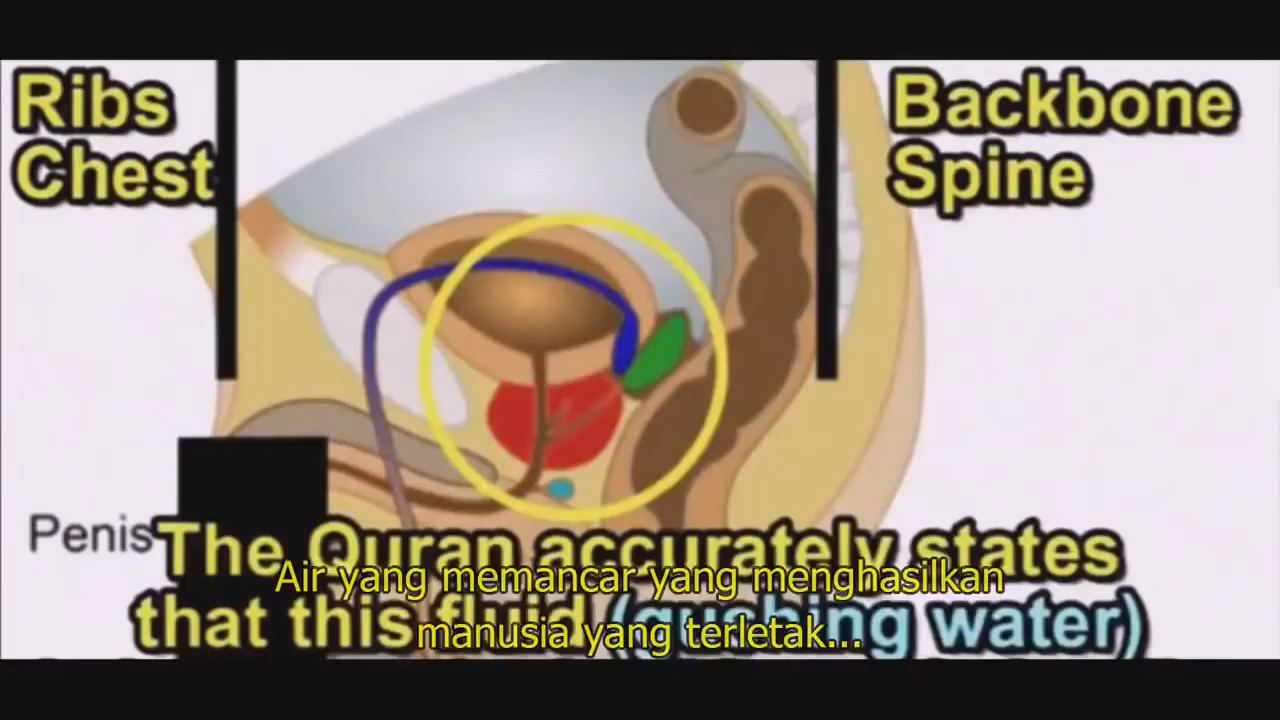 Ribs
Chest
Backbone
Spine
Penis
The Quran accurately states
that this fluid (gushing water)
Air yang memancar yang menghasilkan
manusia yang terletak...